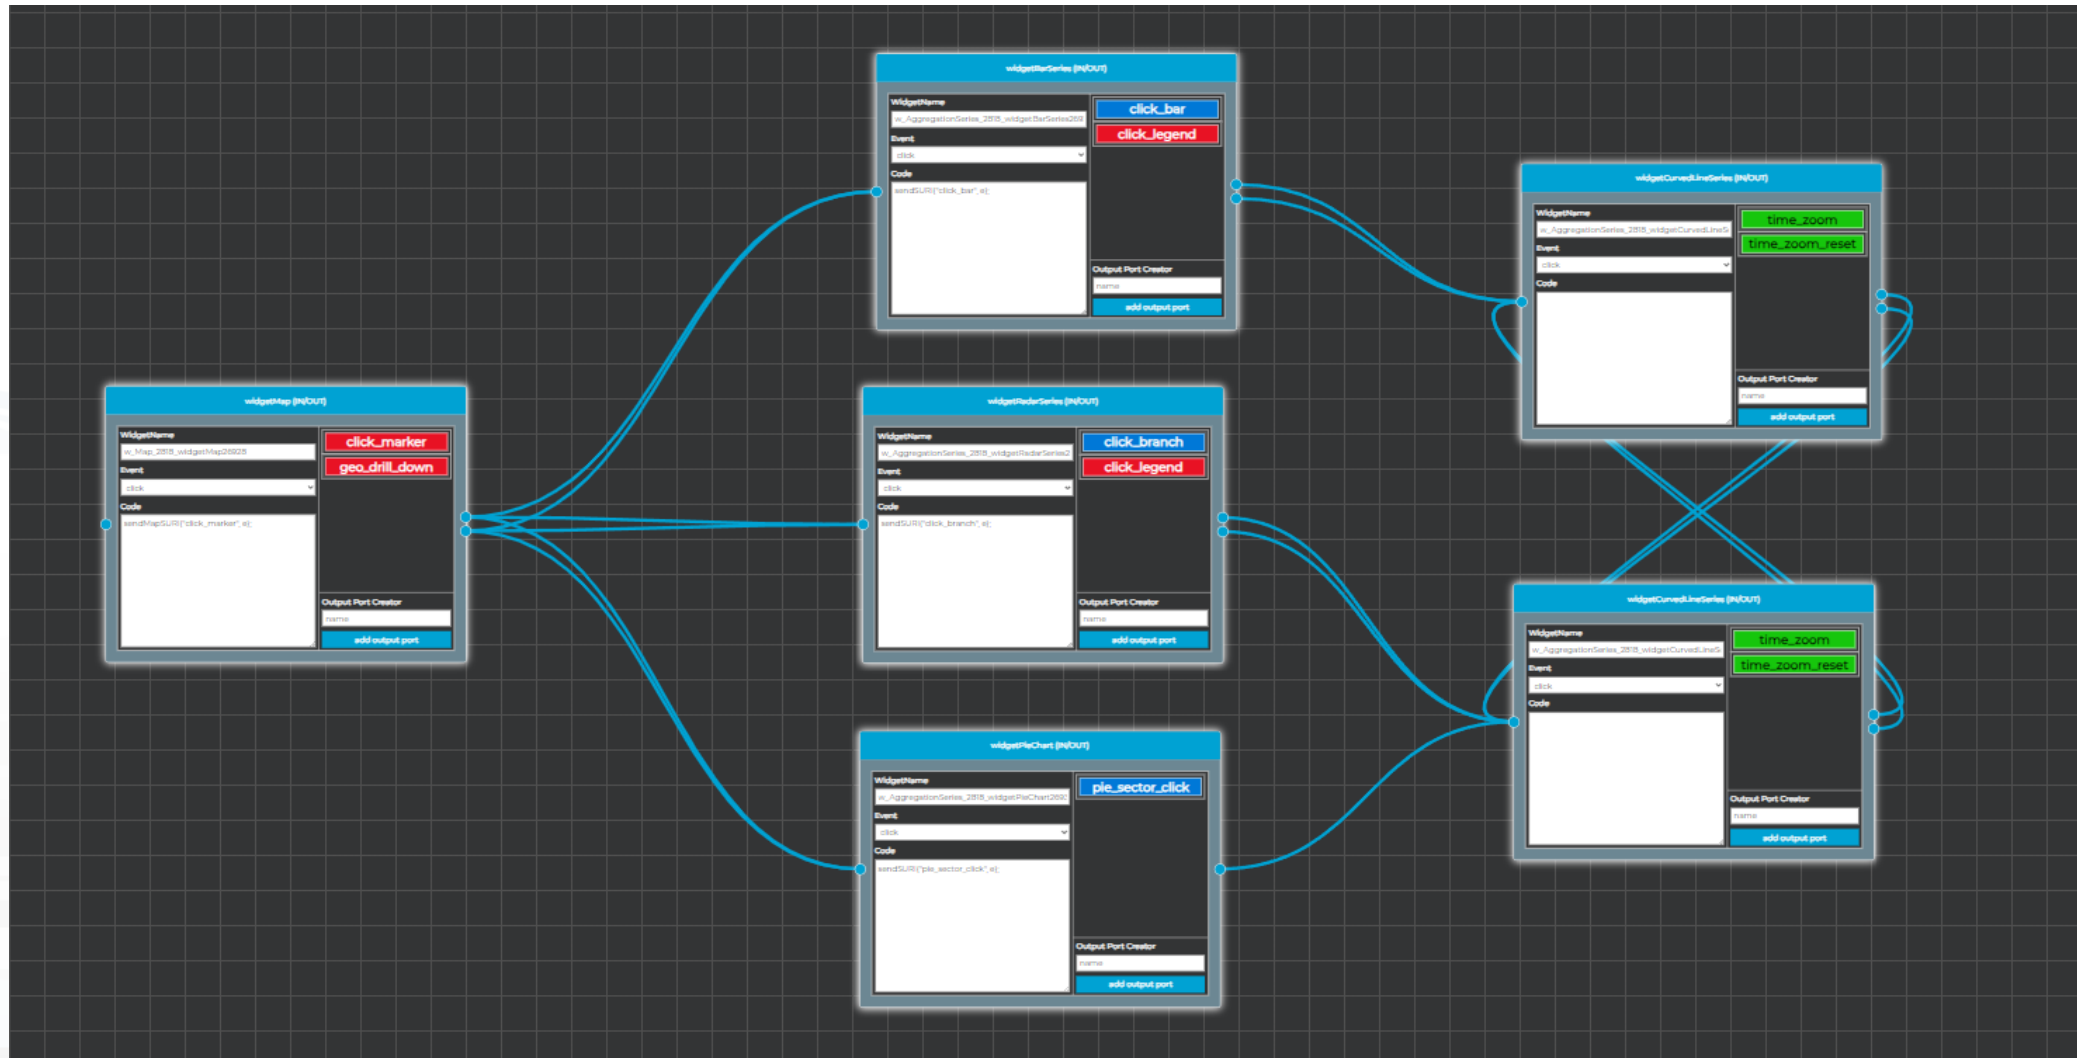 widgetBarSeries (IN/OUT)
WidgetName
w_AggregationSeries_2818_widgetBarSeries269
Event
click
Code
sendSURI("click_bar", e);
click_bar
click_legend
Output Port Creator
name
add output port
widgetCurvedLineSeries (IN/OUT)
WidgetName
w_AggregationSeries_2818_widgetCurvedLineS
Event
click
Code
time_zoom
time_zoom_reset
Output Port Creator
name
add output port
widgetMap (IN/OUT)
WidgetName
w_Map_2818_widgetMap26928
Event
click
Code
sendMapSURI("click_marker", e);
click_marker
geo_drill_down
Output Port Creator
name
add output port
widgetRadarSeries (IN/OUT)
WidgetName
w_AggregationSeries_2818_widgetRadarSeries2
Event
click
Code
sendSURI("click_branch", e);
click_branch
click_legend
Output Port Creator
name
add output port
widgetCurvedLineSeries (IN/OUT)
WidgetName
w_AggregationSeries_2818_widgetCurvedLineS
Event
click
Code
time_zoom
time_zoom_reset
Output Port Creator
name
add output port
widgetPieChart (IN/OUT)
WidgetName
w_AggregationSeries_2818_widgetPieChart269
Event
click
Code
sendSURI("pie_sector_click", e);
pie_sector_click
Output Port Creator
name
add output port